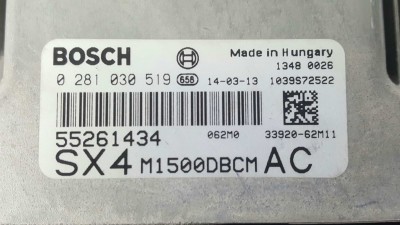 BOSCH Made in Hungary
1348 0026
0 281 030 519 656 14-03-13 1039S72522
55261434 062M0 33920-62M11
SX4 M1500DBCM AC